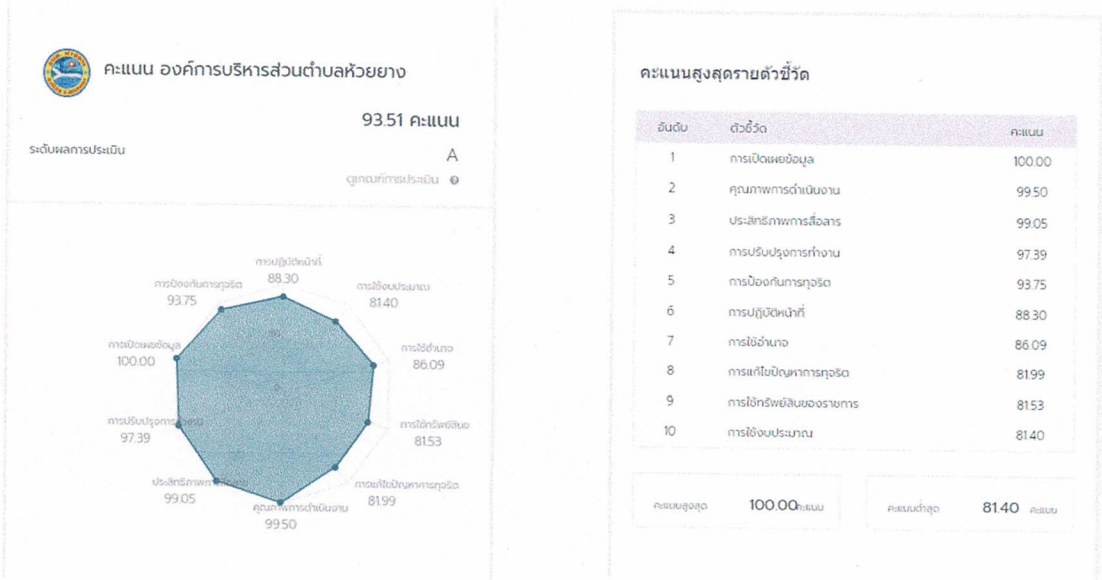 คะแนน องค์การบริหารส่วนตำบลห้วยยาง
93.51 คะแนน
ระดับผลการประเมิน
A
ดูเกณฑ์การประเมิน
การปฏิบัติหน้าที่
88.30
การใช้งบประมาณ
81.40
การใช้อำนาจ
86.09
การใช้ทรัพย์สินข
81.53
การแก้ไขปัญหาการทุจริต
81.99
คุณภาพการดำเนินงาน
99.50
99.05
97.39
การเปิดเผยข้อมูล
100.00
การป้องกันการทุจริต
93.75
50
0
คะแนนสูงสุดรายตัวชี้วัด
อันดับ ตัวชี้วัด คะแนน
1 การเปิดเผยข้อมูล 100.00
2 คุณภาพการดำเนินงาน 99.50
3 ประสิทธิภาพการสื่อสาร 99.05
4 การปรับปรุงการทำงาน 97.39
5 การป้องกันการทุจริต 93.75
6 การปฏิบัติหน้าที่ 88.30
7 การใช้อำนาจ 86.09
8 การแก้ไขปัญหาการทุจริต 81.99
9 การใช้ทรัพย์สินของราชการ 81.53
10 การใช้งบประมาณ 81.40
คะแนนสูงสุด 100.00 คะแนน
คะแนนต่ำสุด 81.40 คะแนน